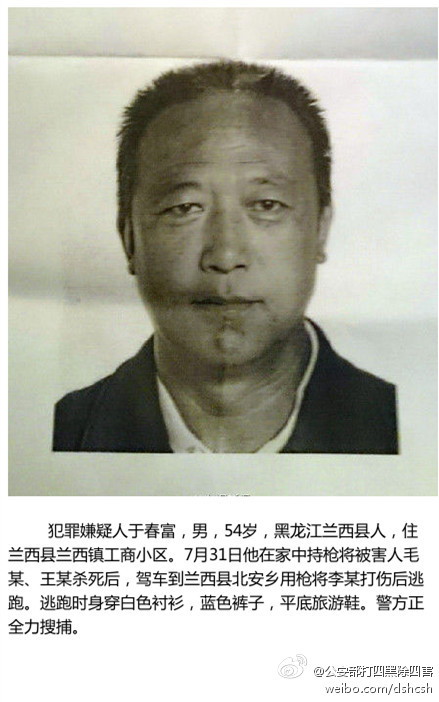 犯罪嫌疑人于春富，男，54岁，黑龙江兰西县人，住
兰西县兰西镇工商小区。7月31日他在家中持枪将被害人毛
某、王某杀死后，驾车到兰西县北安乡用枪将李某打伤后逃
跑。逃跑时身穿白色衬衫，蓝色裤子，平底旅游鞋。警方正
全力搜捕。
@公安部打四黑除四害
weibo.com/dshcsh